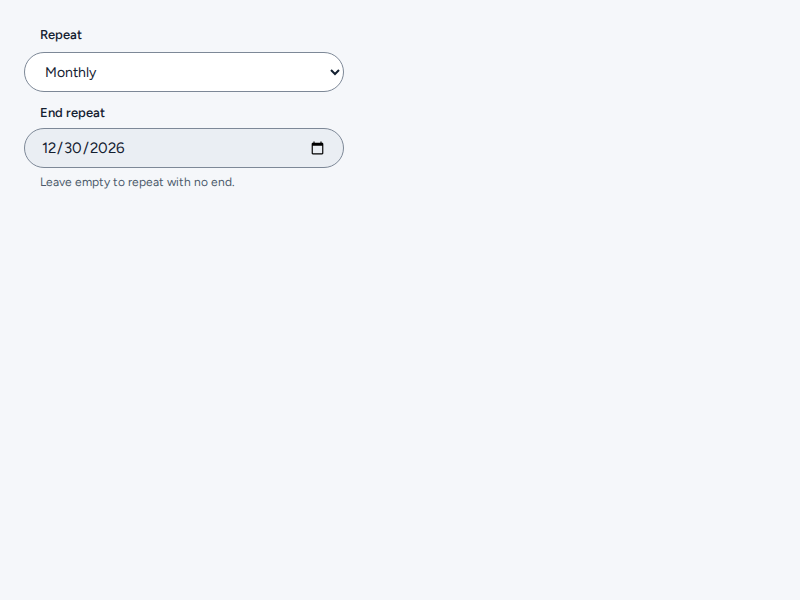 Repeat
Monthly
End repeat
12/30/2026
Leave empty to repeat with no end.